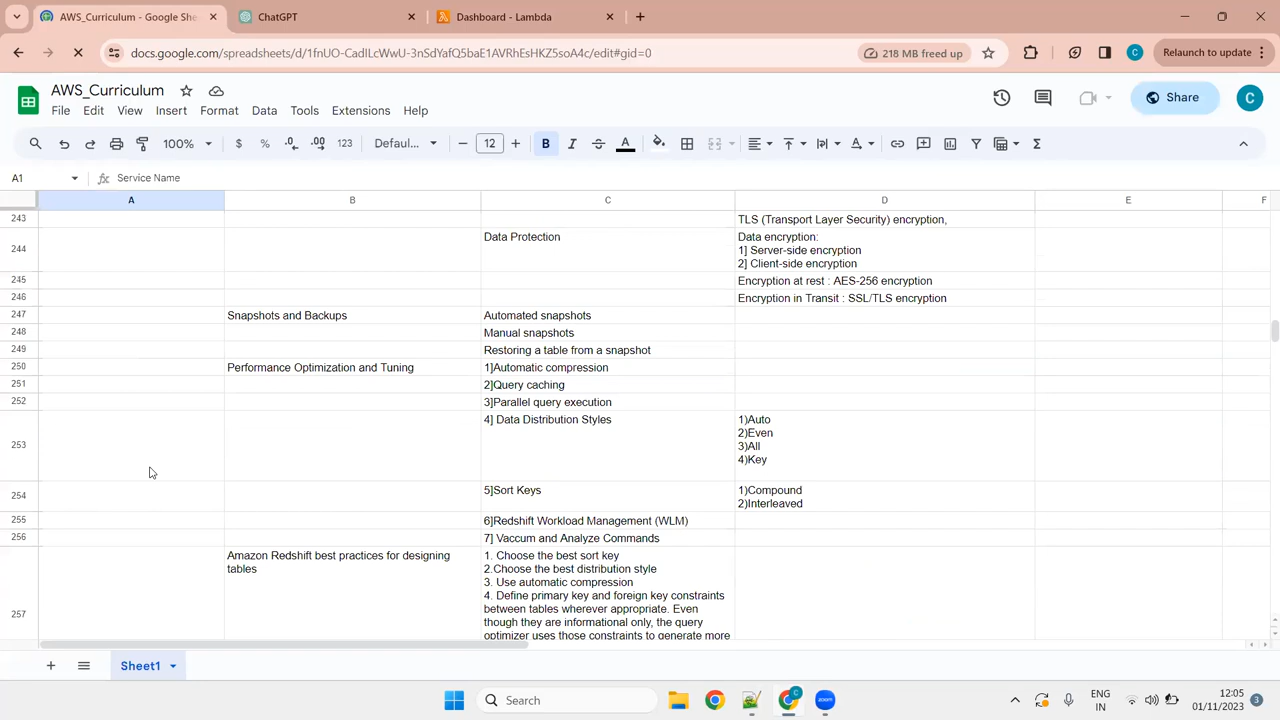 AWS_Curriculum - Google She
ChatGPT
Dashboard - Lambda
docs.google.com/spreadsheets/d/1fnUO-CadILcWwU-3nSdYafQ5baE1AVRhEsHKZ5soA4c/edit#gid=0
218 MB freed up
C
Relaunch to update
AWS_Curriculum
File Edit View Insert Format Data Tools Extensions Help
Share
C
100% $ % .0 .00 123 Defaul... 12 B I A
A1 fx Service Name
A B C D E F
243 TLS (Transport Layer Security) encryption,
244 Data Protection Data encryption:
1] Server-side encryption
2] Client-side encryption
245 Encryption at rest : AES-256 encryption
246 Encryption in Transit : SSL/TLS encryption
247 Snapshots and Backups Automated snapshots
248 Manual snapshots
249 Restoring a table from a snapshot
250 Performance Optimization and Tuning 1]Automatic compression
251 2]Query caching
252 3]Parallel query execution
253 4] Data Distribution Styles 1)Auto
2)Even
3)All
4)Key
254 5]Sort Keys 1)Compound
2)Interleaved
255 6]Redshift Workload Management (WLM)
256 7] Vaccum and Analyze Commands
257 Amazon Redshift best practices for designing
tables
1. Choose the best sort key
2.Choose the best distribution style
3. Use automatic compression
4. Define primary key and foreign key constraints
between tables wherever appropriate. Even
though they are informational only, the query
optimizer uses those constraints to generate more
Sheet1
Search
C
zoom
ENG
IN
12:05
01/11/2023
3